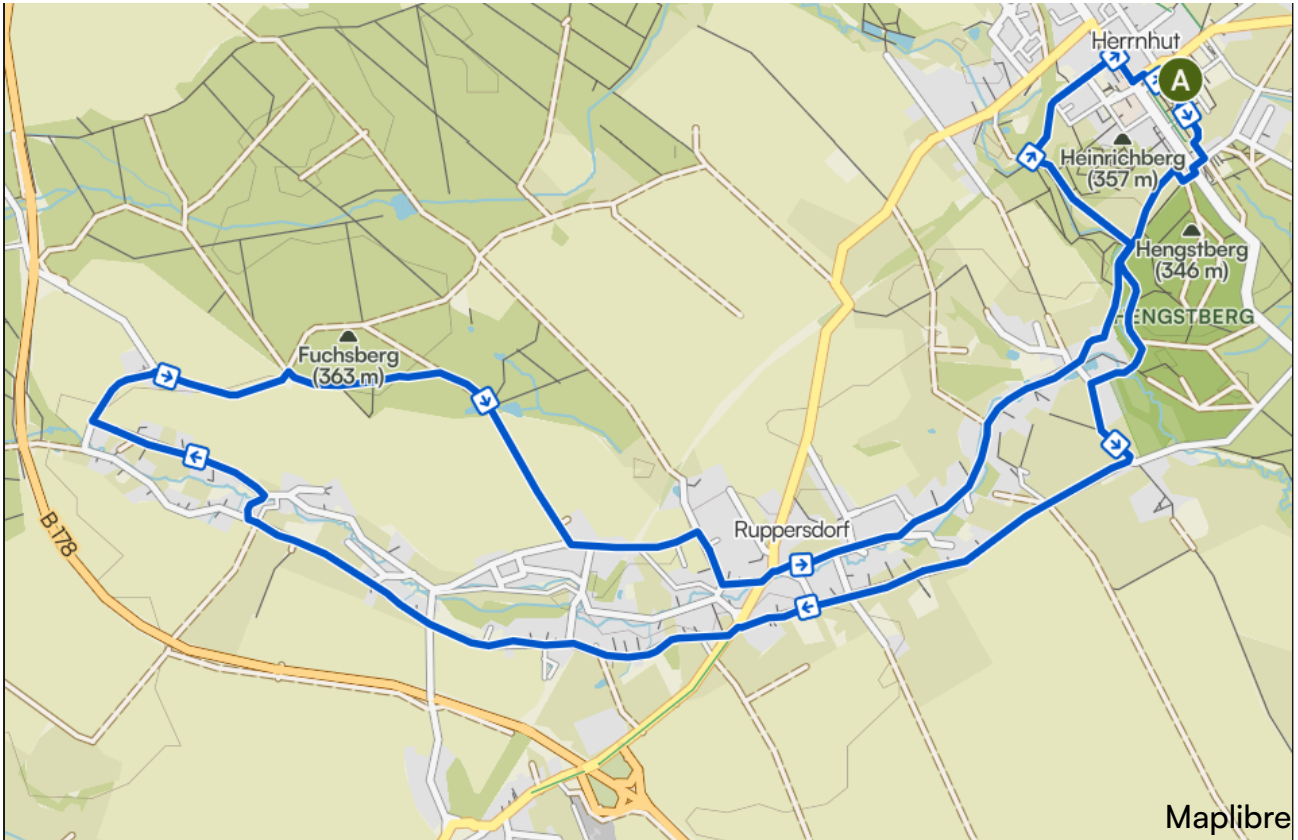 Herrnhut
A
Heinrichberg
(357 m)
Hengstberg
(346 m)
ENGSTBERG
Fuchsberg
(363 m)
Ruppersdorf
B 178
Maplibre